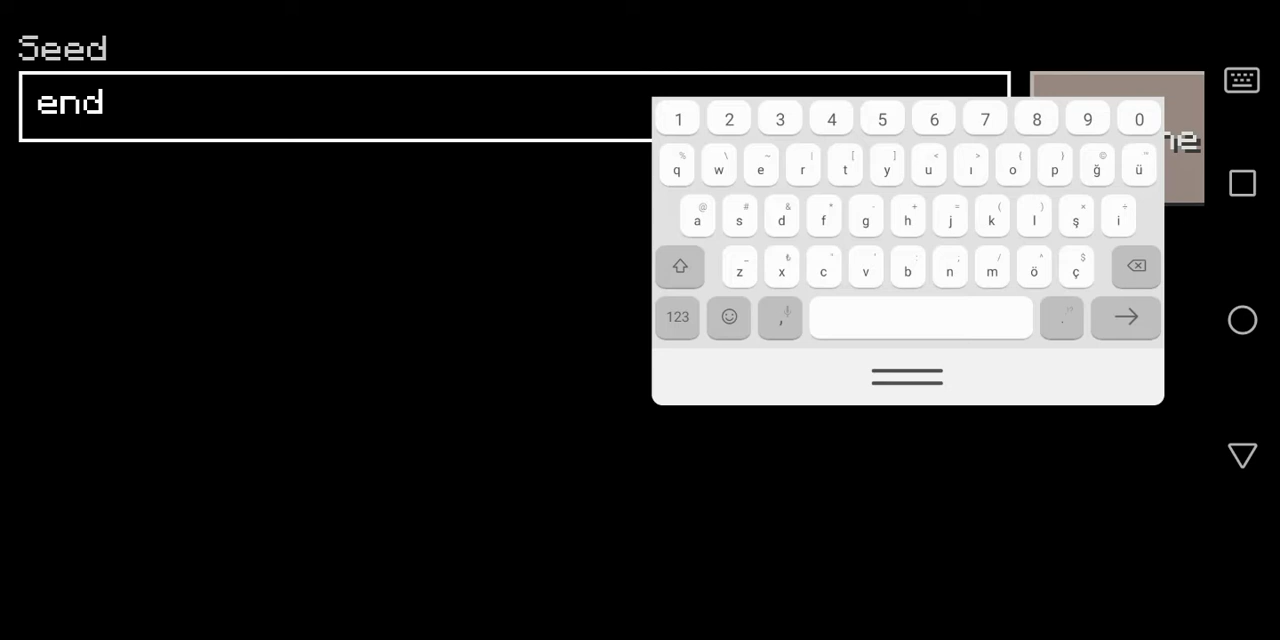 Seed
end
1 2 3 4 5 6 7 8 9 0
q w e r t y u ı o p ğ ü
a s d f g h j k l ş i
z x c v b n m ö ç
123 , .